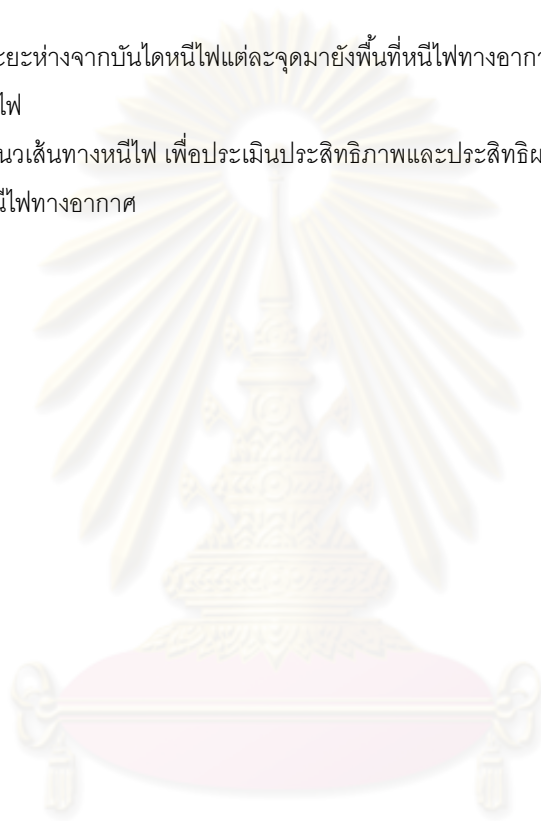 ะยะห่างจากบันไดหนีไฟแต่ละจุดมายังพื้นที่หนีไฟทางอากา
ไฟ
นวเส้นทางหนีไฟ เพื่อประเมินประสิทธิภาพและประสิทธิผ
นีไฟทางอากาศ